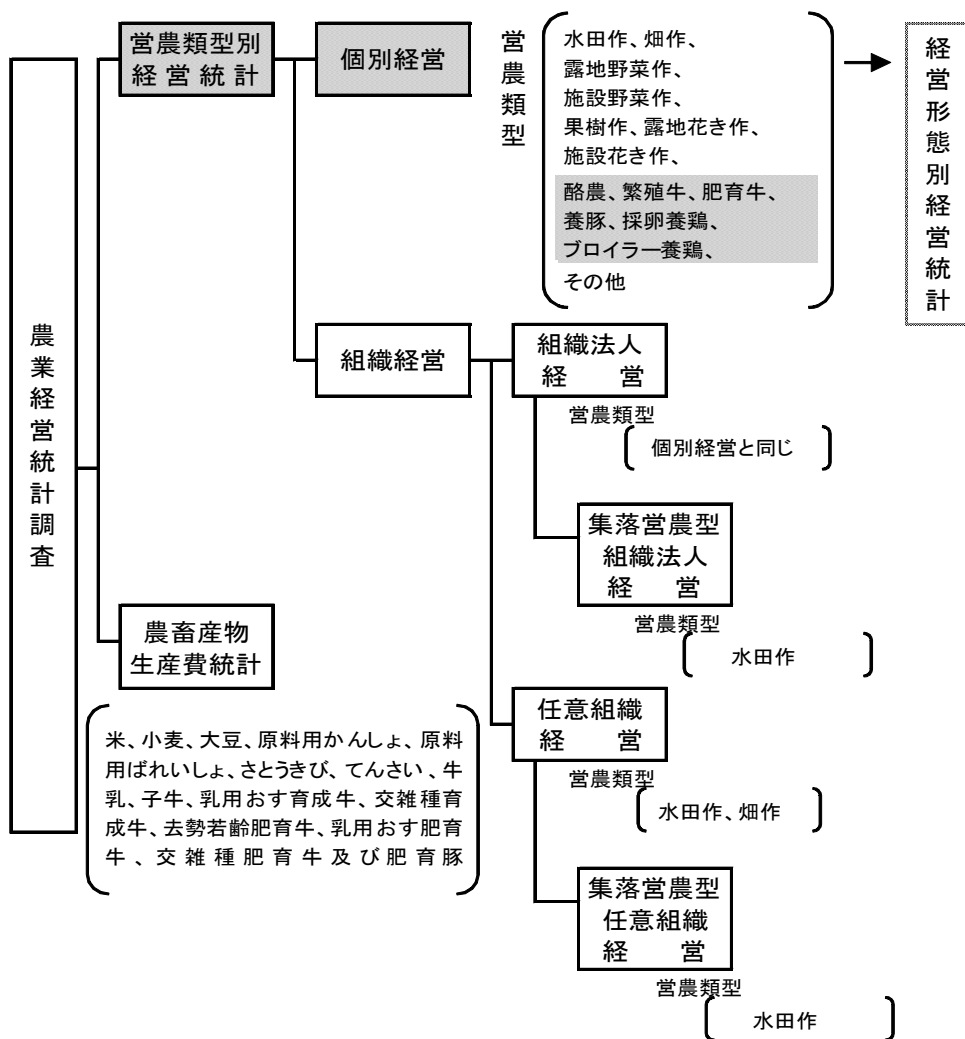 農業経営統計調査
営農類型別
経営統計
個別経営
営農類型
水田作、畑作、
露地野菜作、
施設野菜作、
果樹作、露地花き作、
施設花き作、
酪農、繁殖牛、肥育牛、
養豚、採卵養鶏、
ブロイラー養鶏、
その他
経営形態別経営統計
組織経営
組織法人
経　　営
営農類型
個別経営と同じ
集落営農型
組織法人
経　　営
営農類型
水田作
任意組織
経　　営
営農類型
水田作、畑作
集落営農型
任意組織
経　　営
営農類型
水田作
農畜産物
生産費統計
米、小麦、大豆、原料用かんしょ、原料
用ばれいしょ、さとうきび、てんさい、牛
乳、子牛、乳用おす育成牛、交雑種育
成牛、去勢若齢肥育牛、乳用おす肥育
牛、交雑種肥育牛及び肥育豚